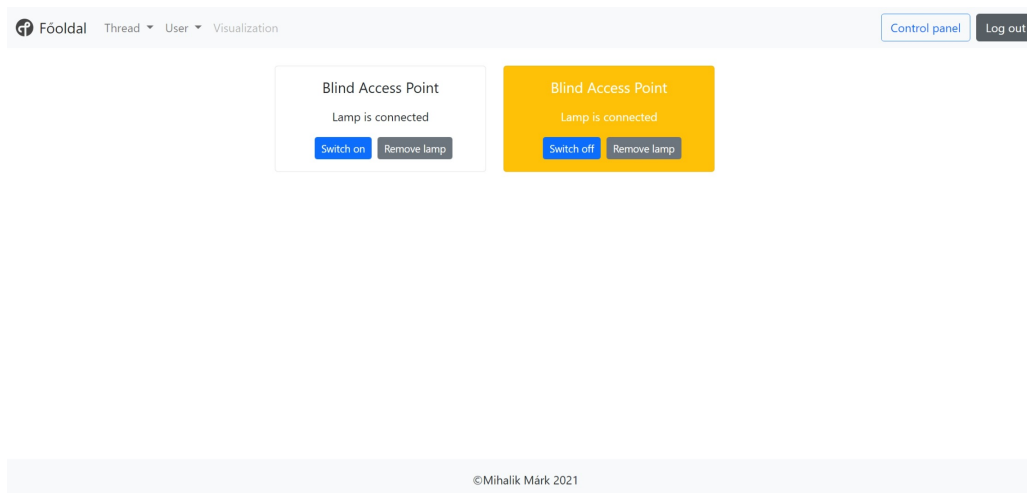 Főoldal Thread User Visualization Control panel Log out
Blind Access Point
Lamp is connected
Switch on Remove lamp
Blind Access Point
Lamp is connected
Switch off Remove lamp
©Mihalik Márk 2021